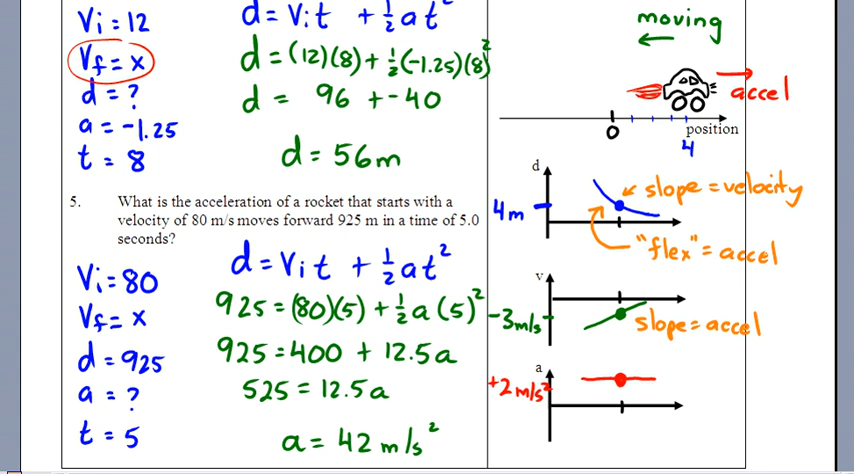 Vi = 12
Vf = x
d = ?
a = -1.25
t = 8
d = Vit + ½at²
d = (12)(8) + ½(-1.25)(8)²
d = 96 + -40
d = 56m
moving
accel
0
position
4
5. What is the acceleration of a rocket that starts with a
velocity of 80 m/s moves forward 925 m in a time of 5.0
seconds?
Vi = 80
Vf = x
d = 925
a = ?
t = 5
d = Vit + ½at²
925 = (80)(5) + ½a(5)²
925 = 400 + 12.5a
525 = 12.5a
a = 42 m/s²
d
4m
slope = velocity
"flex" = accel
v
-3m/s
slope = accel
a
+2m/s²